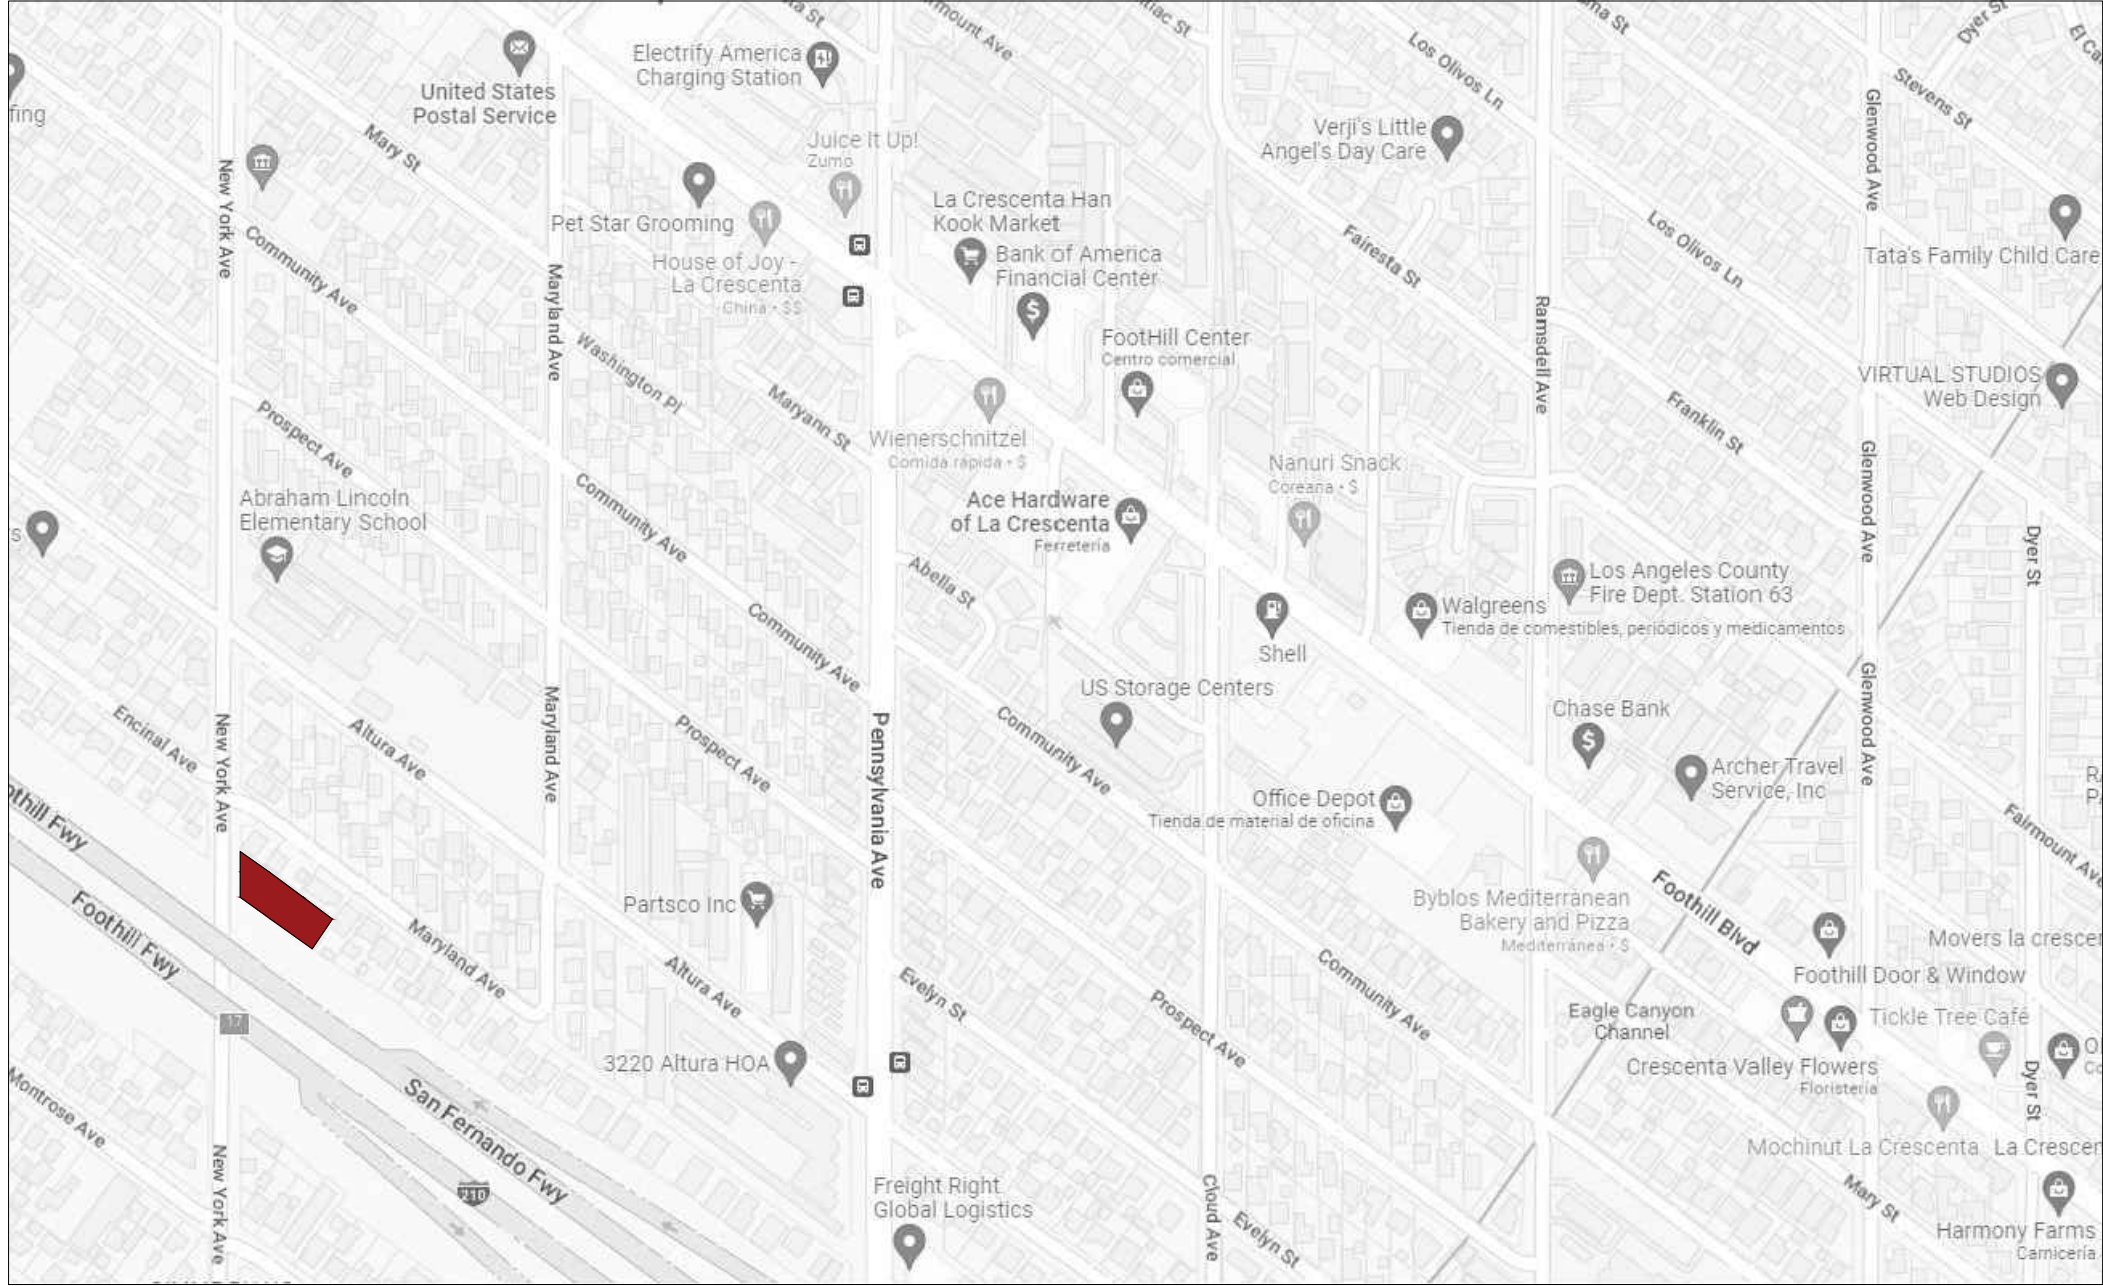 United States
Postal Service
Electrify America
Charging Station
Juice It Up!
Zumo
Los Olivos Ln
Verji's Little
Angel's Day Care
Stevens St
Dyer St
Glenwood Ave
Mary St
New York Ave
Community Ave
Pet Star Grooming
House of Joy -
La Crescenta
China • $$
La Crescenta Han
Kook Market
Bank of America
Financial Center
Fairesta St
Los Olivos Ln
Tata's Family Child Care
Maryland Ave
Washington Pl
Maryann St
FootHill Center
Centro comercial
Ramsdell Ave
Franklin St
VIRTUAL STUDIOS
Web Design
Prospect Ave
Wienerschnitzel
Comida rápida • $
Nanuri Snack
Coreana • $
Glenwood Ave
Abraham Lincoln
Elementary School
Community Ave
Ace Hardware
of La Crescenta
Ferretería
Abella St
Los Angeles County
Fire Dept. Station 63
Dyer St
Walgreens
Tienda de comestibles, periódicos y medicamentos
Community Ave
Shell
US Storage Centers
Glenwood Ave
Encinal Ave
New York Ave
Altura Ave
Maryland Ave
Prospect Ave
Pennsylvania Ave
Community Ave
Chase Bank
Archer Travel
Service, Inc
Office Depot
Tienda de material de oficina
Fairmount Ave
Foothill Fwy
Partsco Inc
Maryland Ave
Altura Ave
Byblos Mediterranean
Bakery and Pizza
Mediterránea • $
Foothill Blvd
Movers la crescen
Foothill Door & Window
Evelyn St
Prospect Ave
Community Ave
Eagle Canyon
Channel
Tickle Tree Café
Crescenta Valley Flowers
Floristería
17
3220 Altura HOA
Montrose Ave
San Fernando Fwy
210
Dyer St
Mochinut La Crescenta
La Crescen
New York Ave
Freight Right
Global Logistics
Cloud Ave
Evelyn St
Mary St
Harmony Farms
Carnicería